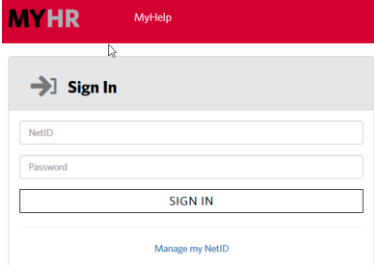 MYHR MyHelp
Sign In
NetID
Password
SIGN IN
Manage my NetID